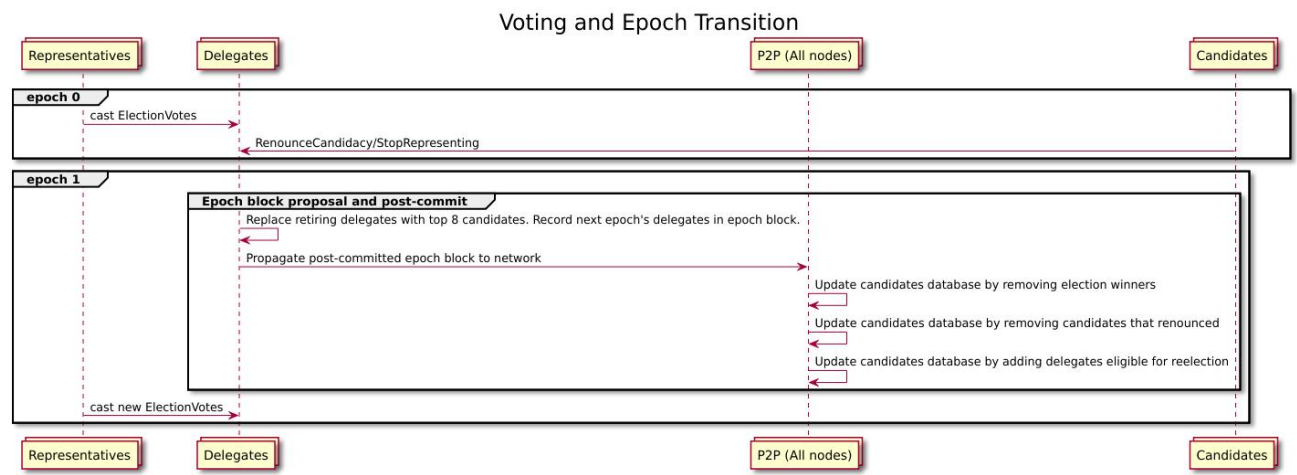 Voting and Epoch Transition
Representatives
Delegates
P2P (All nodes)
Candidates
epoch 0
cast ElectionVotes
RenounceCandidacy/StopRepresenting
epoch 1
Epoch block proposal and post-commit
Replace retiring delegates with top 8 candidates. Record next epoch's delegates in epoch block.
Propagate post-committed epoch block to network
Update candidates database by removing election winners
Update candidates database by removing candidates that renounced
Update candidates database by adding delegates eligible for reelection
cast new ElectionVotes
Representatives
Delegates
P2P (All nodes)
Candidates